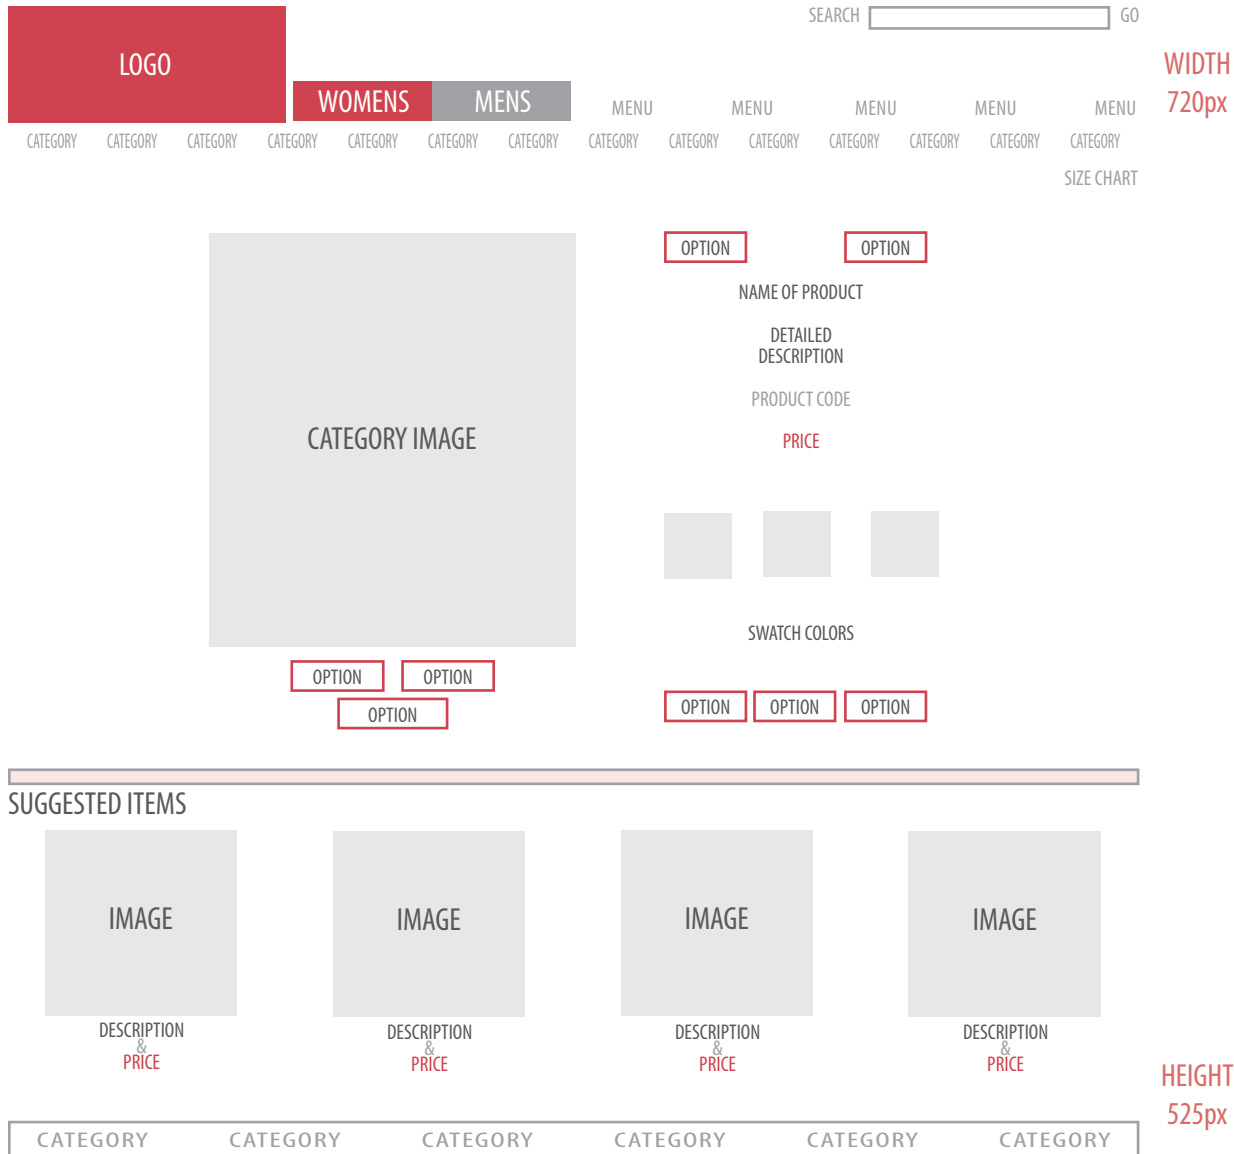 SEARCH GO
LOGO
WIDTH
720px
WOMENS MENS MENU MENU MENU MENU MENU
CATEGORY CATEGORY CATEGORY CATEGORY CATEGORY CATEGORY CATEGORY CATEGORY CATEGORY CATEGORY CATEGORY CATEGORY CATEGORY CATEGORY
SIZE CHART
CATEGORY IMAGE
OPTION OPTION
OPTION
OPTION OPTION
NAME OF PRODUCT
DETAILED
DESCRIPTION
PRODUCT CODE
PRICE
SWATCH COLORS
OPTION OPTION OPTION
SUGGESTED ITEMS
IMAGE IMAGE IMAGE IMAGE
DESCRIPTION DESCRIPTION DESCRIPTION DESCRIPTION
& & & &
PRICE PRICE PRICE PRICE
HEIGHT
525px
CATEGORY CATEGORY CATEGORY CATEGORY CATEGORY CATEGORY